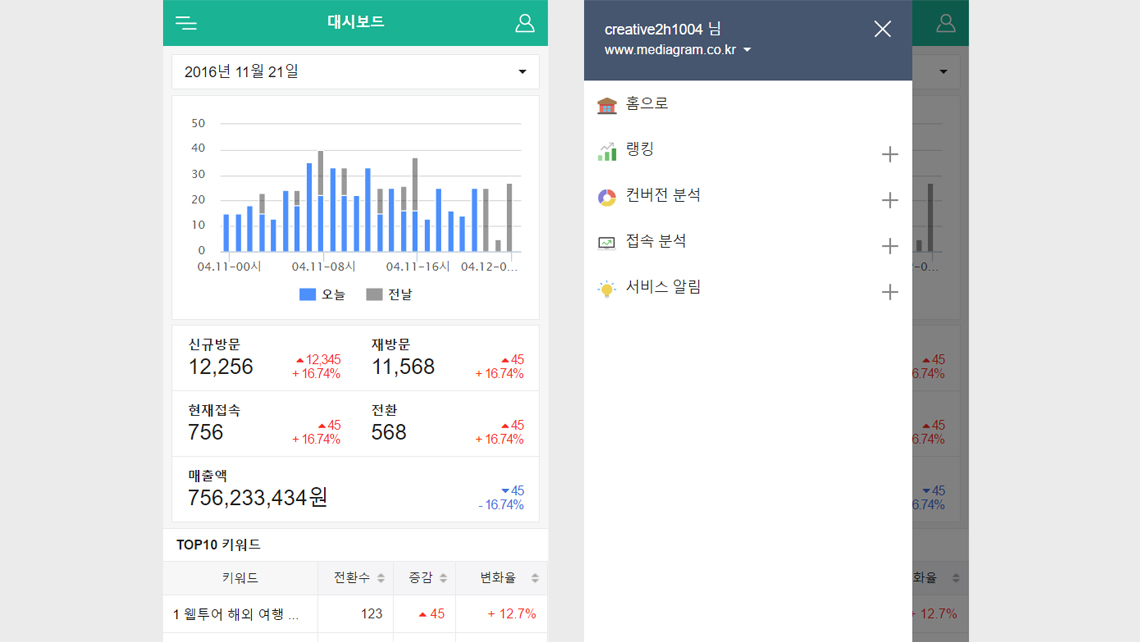 대시보드
2016년 11월 21일
50
40
30
20
10
0
04.11-00시 04.11-08시 04.11-16시 04.12-0...
오늘 전날
신규방문 재방문
12,256 ▲12,345 11,568 ▲45
+ 16.74% + 16.74%
현재접속 전환
756 ▲45 568 ▲45
+ 16.74% + 16.74%
매출액
756,233,434원 ▼45
- 16.74%
TOP10 키워드
키워드 전환수 증감 변화율
1 웹투어 해외 여행 ... 123 ▲ 45 + 12.7%
creative2h1004 님
www.mediagram.co.kr
홈으로
랭킹
컨버전 분석
접속 분석
서비스 알림
-0...
▲45
6.74%
▲45
6.74%
▼45
6.74%
화율
+ 12.7%